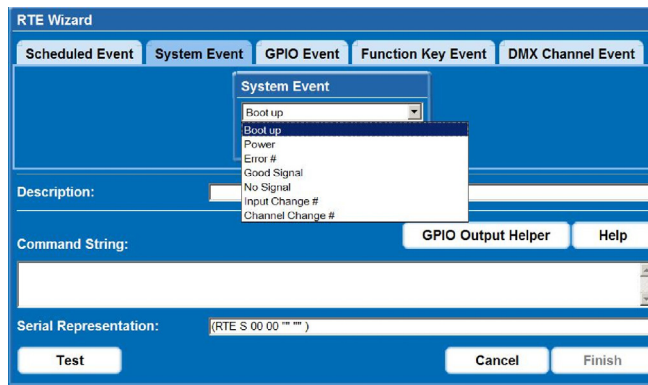 RTE Wizard
Scheduled Event System Event GPIO Event Function Key Event DMX Channel Event
System Event
Boot up
Boot up
Power
Error #
Good Signal
No Signal
Input Change #
Channel Change #
Description:
GPIO Output Helper Help
Command String:
Serial Representation: (RTE S 00 00 "" "" )
Test Cancel Finish